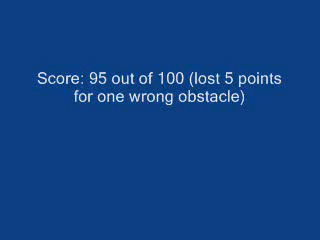 Score: 95 out of 100 (lost 5 points
for one wrong obstacle)